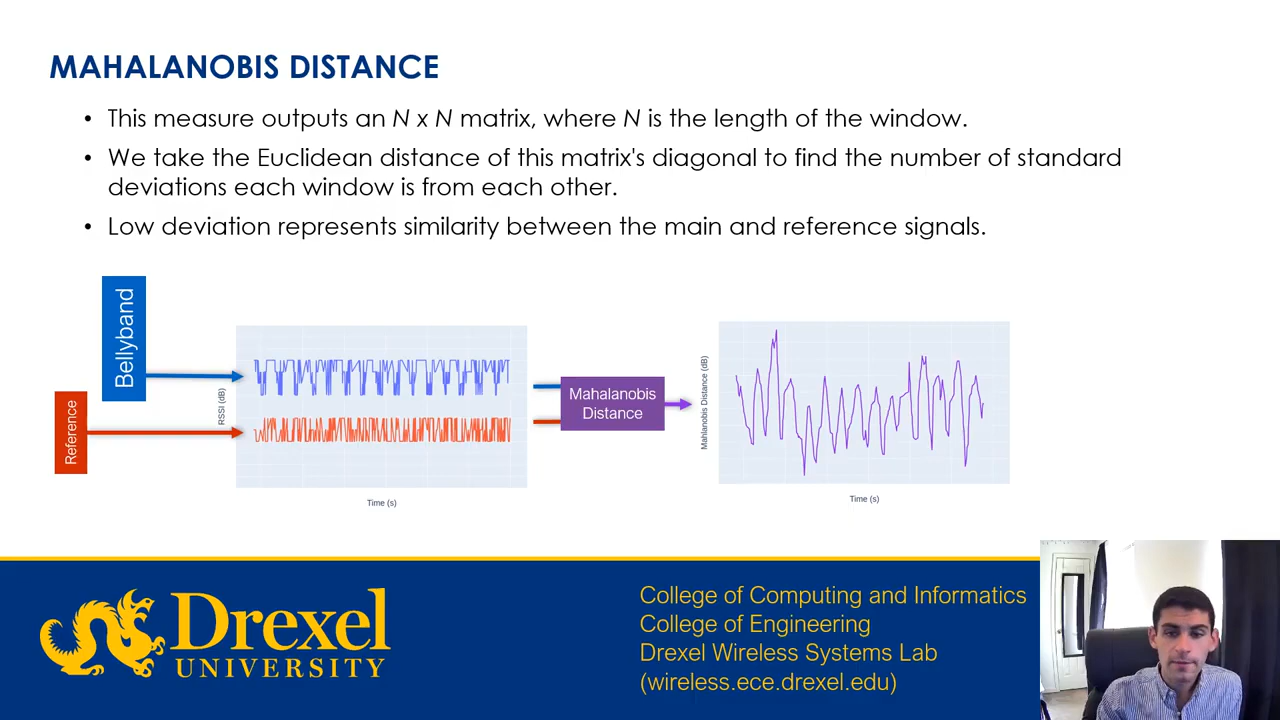 MAHALANOBIS DISTANCE
• This measure outputs an N x N matrix, where N is the length of the window.
• We take the Euclidean distance of this matrix's diagonal to find the number of standard
deviations each window is from each other.
• Low deviation represents similarity between the main and reference signals.
Bellyband
Reference
RSSI (dB)
Time (s)
Mahalanobis
Distance
Mahlanobis Distance (dB)
Time (s)
Drexel
UNIVERSITY
College of Computing and Informatics
College of Engineering
Drexel Wireless Systems Lab
(wireless.ece.drexel.edu)